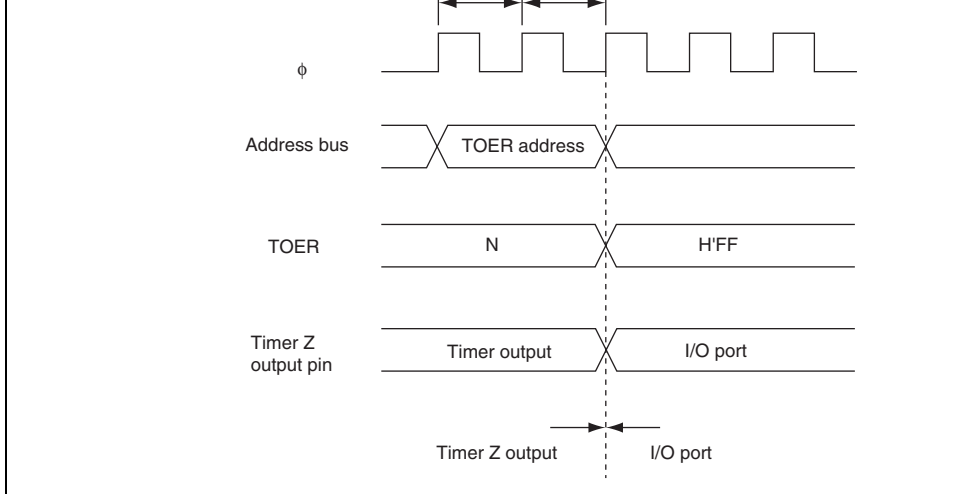 ϕ
Address bus TOER address
TOER N H'FF
Timer Z
output pin
Timer output I/O port
Timer Z output I/O port